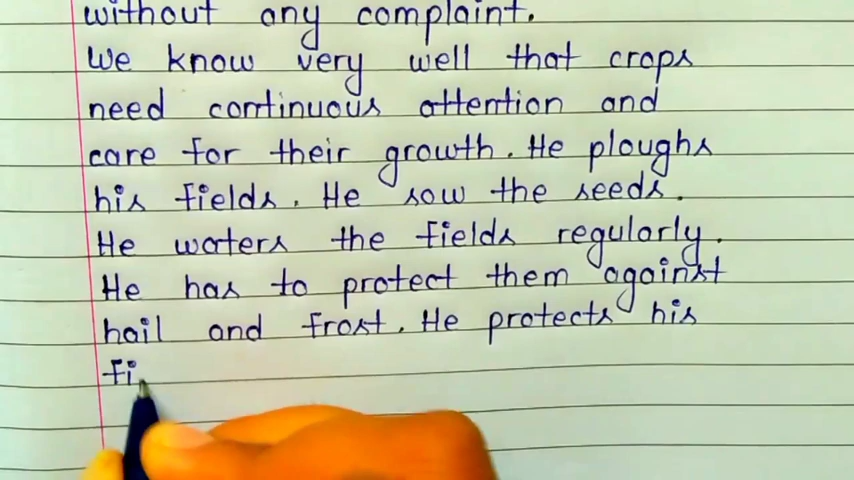 without any complaint.
We know very well that crops
need continuous attention and
care for their growth. He ploughs
his fields. He sow the seeds.
He waters the fields regularly.
He has to protect them against
hail and frost. He protects his
fi